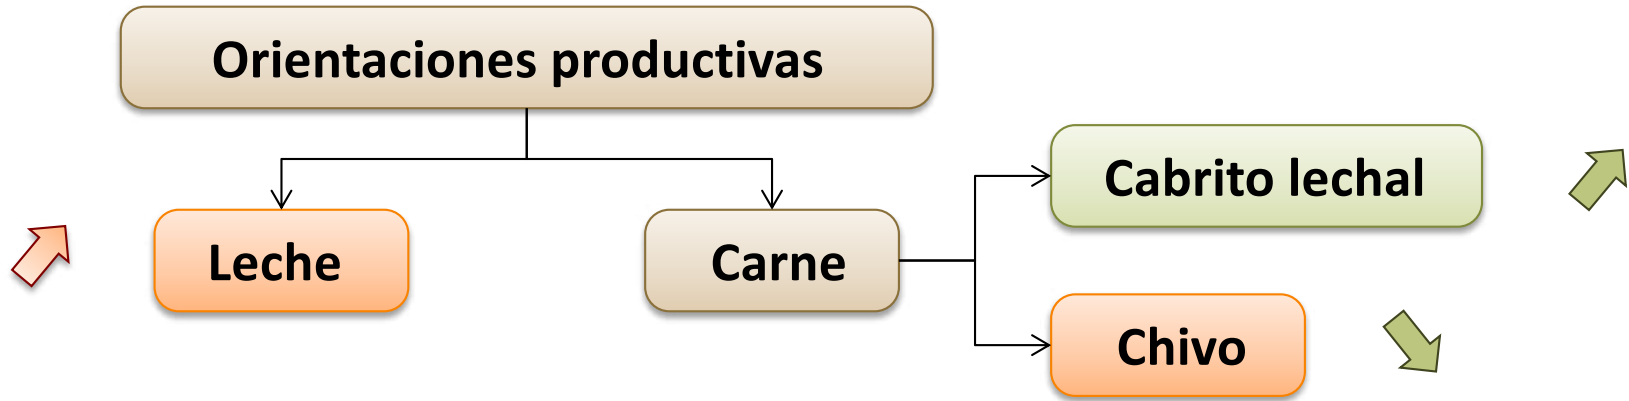 Orientaciones productivas
Cabrito lechal
Leche
Carne
Chivo